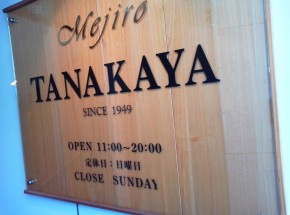 Mejiro
TANAKAYA
SINCE 1949
OPEN 11:00~20:00
定休日：日曜日
CLOSE SUNDAY